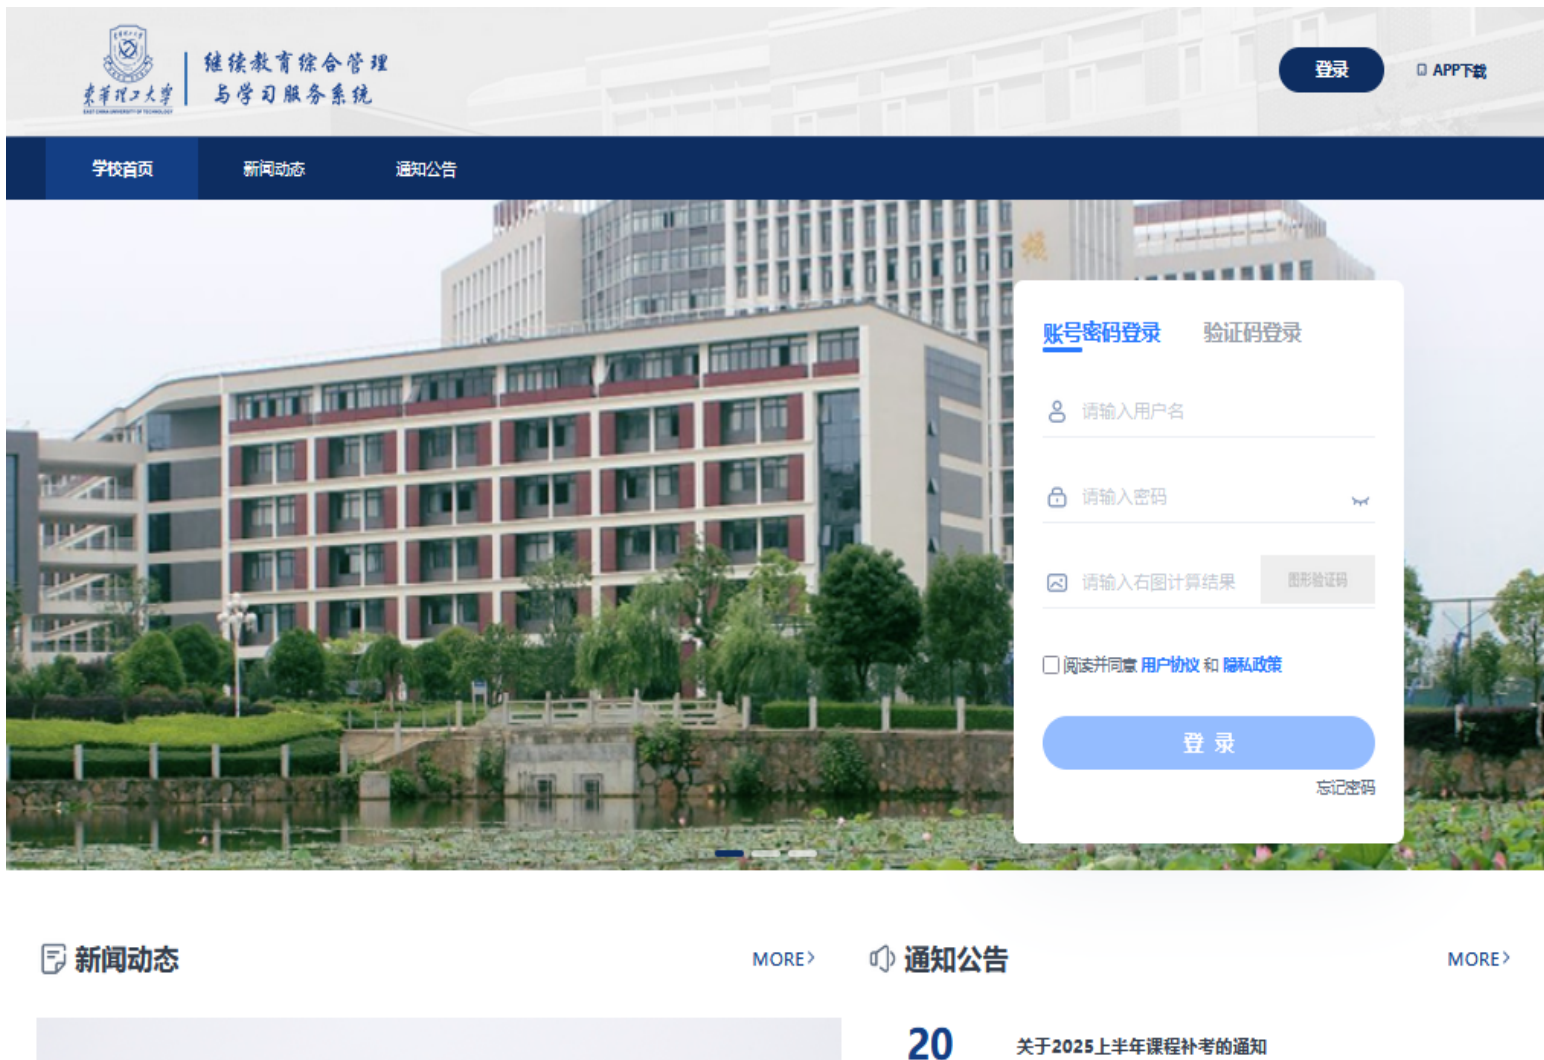 东华理工大学
EAST CHINA UNIVERSITY OF TECHNOLOGY
继续教育综合管理
与学习服务系统
登录
APP下载
学校首页
新闻动态
通知公告
楼
账号密码登录
验证码登录
请输入用户名
请输入密码
请输入右图计算结果
图形验证码
阅读并同意 用户协议 和 隐私政策
登 录
忘记密码
新闻动态
MORE>
通知公告
MORE>
20
关于2025上半年课程补考的通知